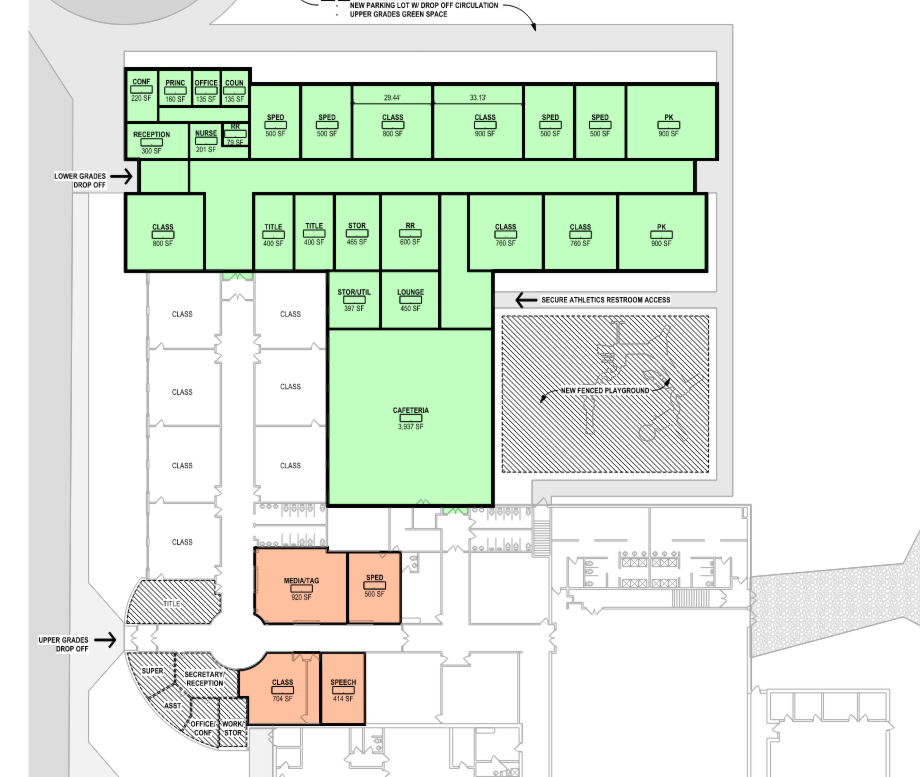 NEW PARKING LOT W/ DROP OFF CIRCULATION
UPPER GRADES GREEN SPACE
CONF
220 SF
PRINC
160 SF
OFFICE
135 SF
COUN
135 SF
RECEPTION
300 SF
NURSE
201 SF
RR
79 SF
SPED
500 SF
SPED
500 SF
29.44'
CLASS
800 SF
33.13'
CLASS
900 SF
SPED
500 SF
SPED
500 SF
PK
900 SF
LOWER GRADES
DROP OFF
CLASS
800 SF
TITLE
400 SF
TITLE
400 SF
STOR
465 SF
RR
600 SF
CLASS
760 SF
CLASS
760 SF
PK
900 SF
STOR/UTIL
397 SF
LOUNGE
450 SF
SECURE ATHLETICS RESTROOM ACCESS
CLASS
CLASS
CLASS
CLASS
NEW FENCED PLAYGROUND
CAFETERIA
3,937 SF
CLASS
CLASS
CLASS
MEDIA/TAG
920 SF
SPED
500 SF
TITLE
UPPER GRADES
DROP OFF
SUPER
SECRETARY/
RECEPTION
ASST
OFFICE/
CONF
WORK/
STOR
CLASS
704 SF
SPEECH
414 SF